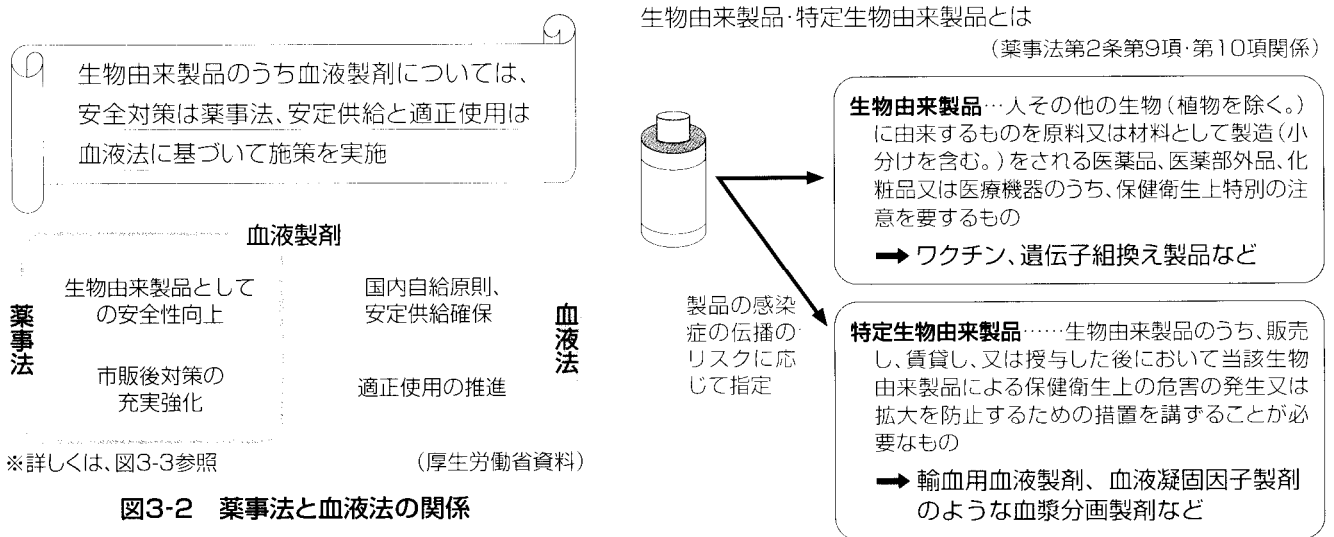 生物由来製品のうち血液製剤については、
安全対策は薬事法、安定供給と適正使用は
血液法に基づいて施策を実施
血液製剤
薬事法
生物由来製品として
の安全性向上
市販後対策の
充実強化
国内自給原則、
安定供給確保
適正使用の推進
血液法
※詳しくは、図3-3参照
(厚生労働省資料)
図3-2 薬事法と血液法の関係
生物由来製品・特定生物由来製品とは
(薬事法第2条第9項・第10項関係)
製品の感染
症の伝播の
リスクに応
じて指定
生物由来製品…人その他の生物(植物を除く。)
に由来するものを原料又は材料として製造(小
分けを含む。)をされる医薬品、医薬部外品、化
粧品又は医療機器のうち、保健衛生上特別の注
意を要するもの
➡ ワクチン、遺伝子組換え製品など
特定生物由来製品……生物由来製品のうち、販売
し、賃貸し、又は授与した後において当該生物
由来製品による保健衛生上の危害の発生又は
拡大を防止するための措置を講ずることが必
要なもの
➡ 輸血用血液製剤、血液凝固因子製剤
のような血漿分画製剤など